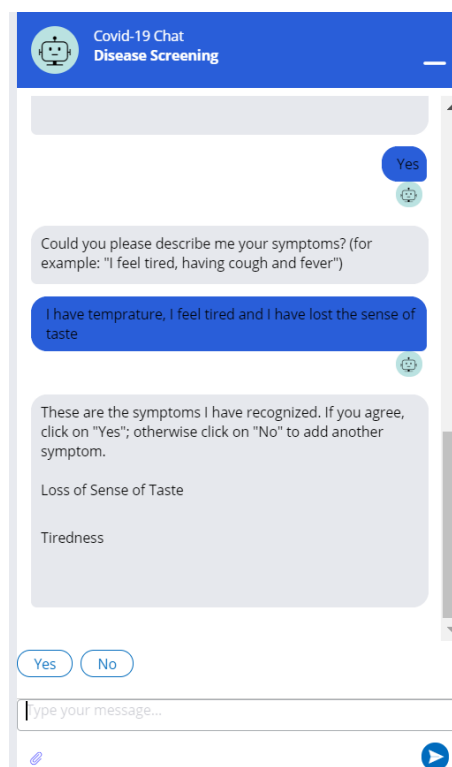 Covid-19 Chat
Disease Screening
Yes
Could you please describe me your symptoms? (for
example: "I feel tired, having cough and fever")
I have temprature, I feel tired and I have lost the sense of
taste
These are the symptoms I have recognized. If you agree,
click on "Yes"; otherwise click on "No" to add another
symptom.
Loss of Sense of Taste
Tiredness
Yes No
Type your message...